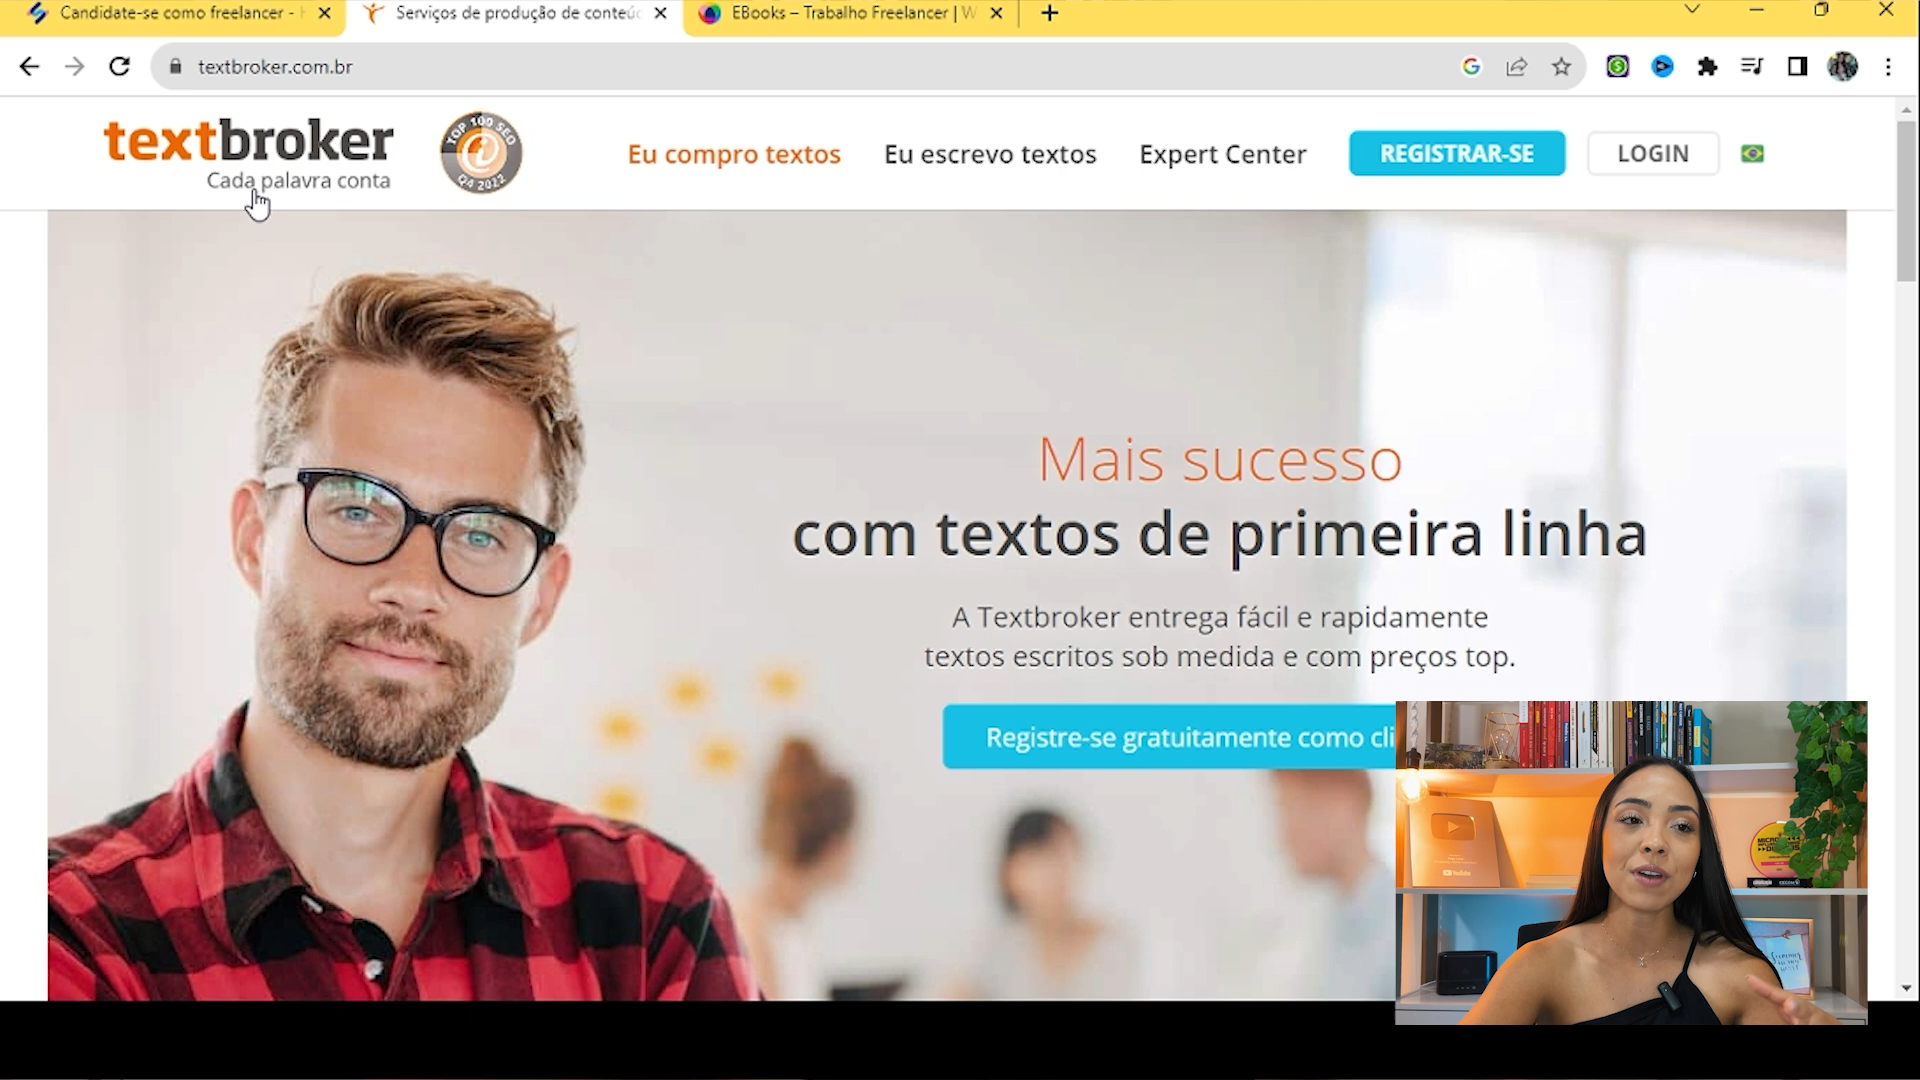 Candidate-se como freelancer -
Serviços de produção de conteúd
EBooks – Trabalho Freelancer | W
textbroker.com.br
textbroker
Cada palavra conta
TOP 100 SEO
Q4 2022
Eu compro textos
Eu escrevo textos
Expert Center
REGISTRAR-SE
LOGIN
Mais sucesso
com textos de primeira linha
A Textbroker entrega fácil e rapidamente
textos escritos sob medida e com preços top.
Registre-se gratuitamente como cli
YouTube